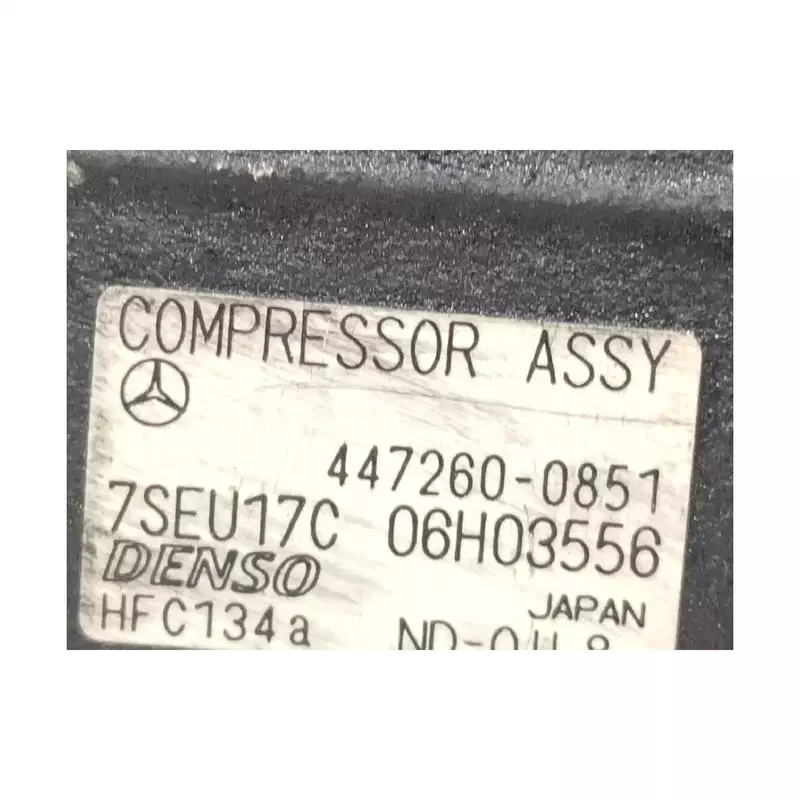 COMPRESSOR ASSY
447260-0851
7SEU17C 06H03556
DENSO
JAPAN
HFC134a